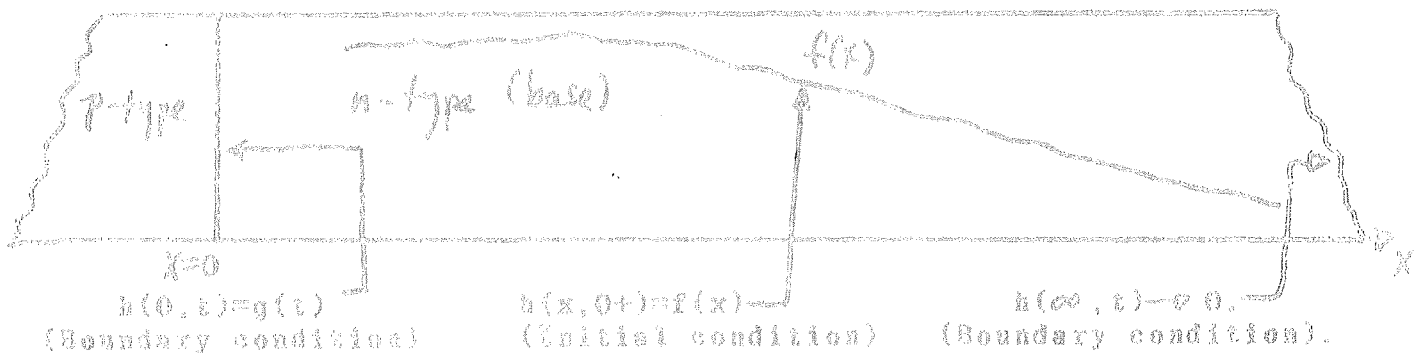 f(x)
p-type n-type (base)
X=0 X
h(0,t)=g(t) h(x,0+)=f(x) h(∞,t)→0.
(Boundary condition) (Initial condition) (Boundary condition).